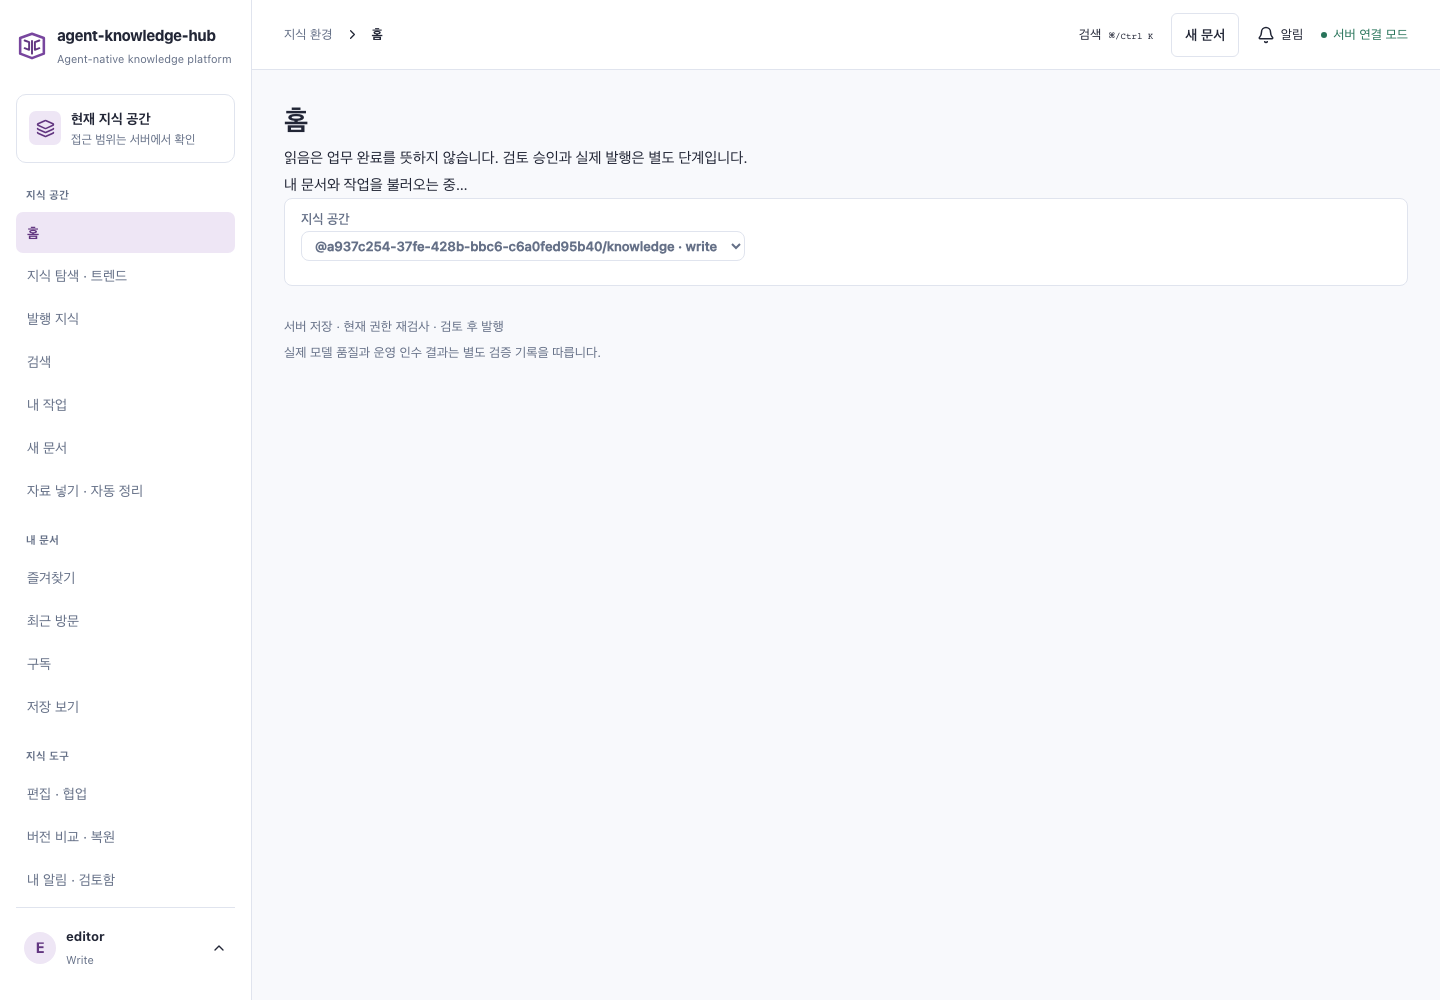 agent-knowledge-hub
Agent-native knowledge platform
현재 지식 공간
접근 범위는 서버에서 확인
지식 공간
홈
지식 탐색 · 트렌드
발행 지식
검색
내 작업
새 문서
자료 넣기 · 자동 정리
내 문서
즐겨찾기
최근 방문
구독
저장 보기
지식 도구
편집 · 협업
버전 비교 · 복원
내 알림 · 검토함
E
editor
Write
지식 환경 > 홈
검색 ⌘/Ctrl K
새 문서
알림
서버 연결 모드
홈
읽음은 업무 완료를 뜻하지 않습니다. 검토 승인과 실제 발행은 별도 단계입니다.
내 문서와 작업을 불러오는 중…
지식 공간
@a937c254-37fe-428b-bbc6-c6a0fed95b40/knowledge · write
서버 저장 · 현재 권한 재검사 · 검토 후 발행
실제 모델 품질과 운영 인수 결과는 별도 검증 기록을 따릅니다.